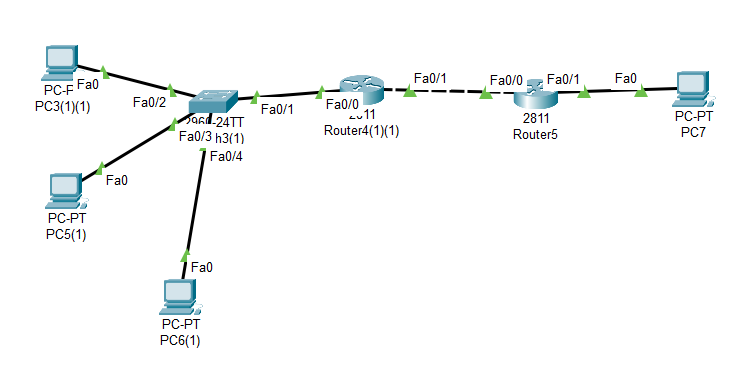 Fa0/1
Fa0/0
Fa0/1
Fa0
PC-F
Fa0
PC3(1)(1)
Fa0/2
Fa0/1
Fa0/0
PC-PT
PC7
-24TT
2811
Router4(1)(1)
2811
Router5
Fa0/3
h3(1)
Fa0/4
Fa0
PC-PT
PC5(1)
Fa0
PC-PT
PC6(1)